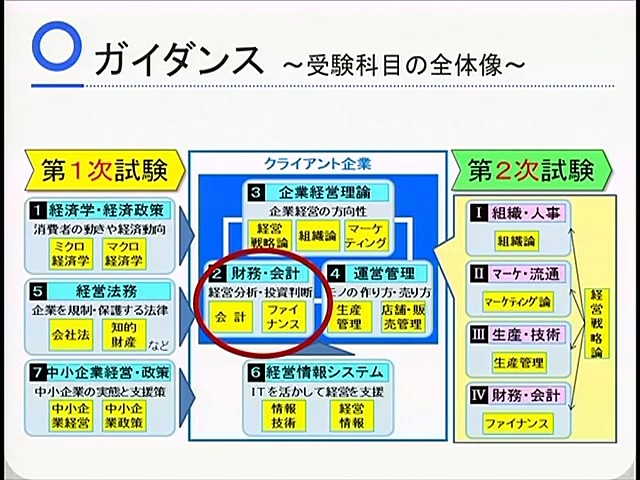 ガイダンス ～受験科目の全体像～
第1次試験
1 経済学・経済政策
消費者の動きや経済動向
ミクロ
経済学
マクロ
経済学
5 経営法務
企業を規制・保護する法律
会社法
知的
財産
など
7 中小企業経営・政策
中小企業の実態と支援策
中小企
業経営
中小企
業政策
クライアント企業
3 企業経営理論
企業経営の方向性
経営
戦略論
組織論
マーケ
ティング
2 財務・会計
経営分析・投資判断
会計
ファイ
ナンス
4 運営管理
モノの作り方・売り方
生産
管理
店舗・販
売管理
6 経営情報システム
ITを活かして経営を支援
情報
技術
経営
情報
第2次試験
Ⅰ 組織・人事
組織論
Ⅱ マーケ・流通
マーケティング論
Ⅲ 生産・技術
生産管理
Ⅳ 財務・会計
ファイナンス
経営戦略論